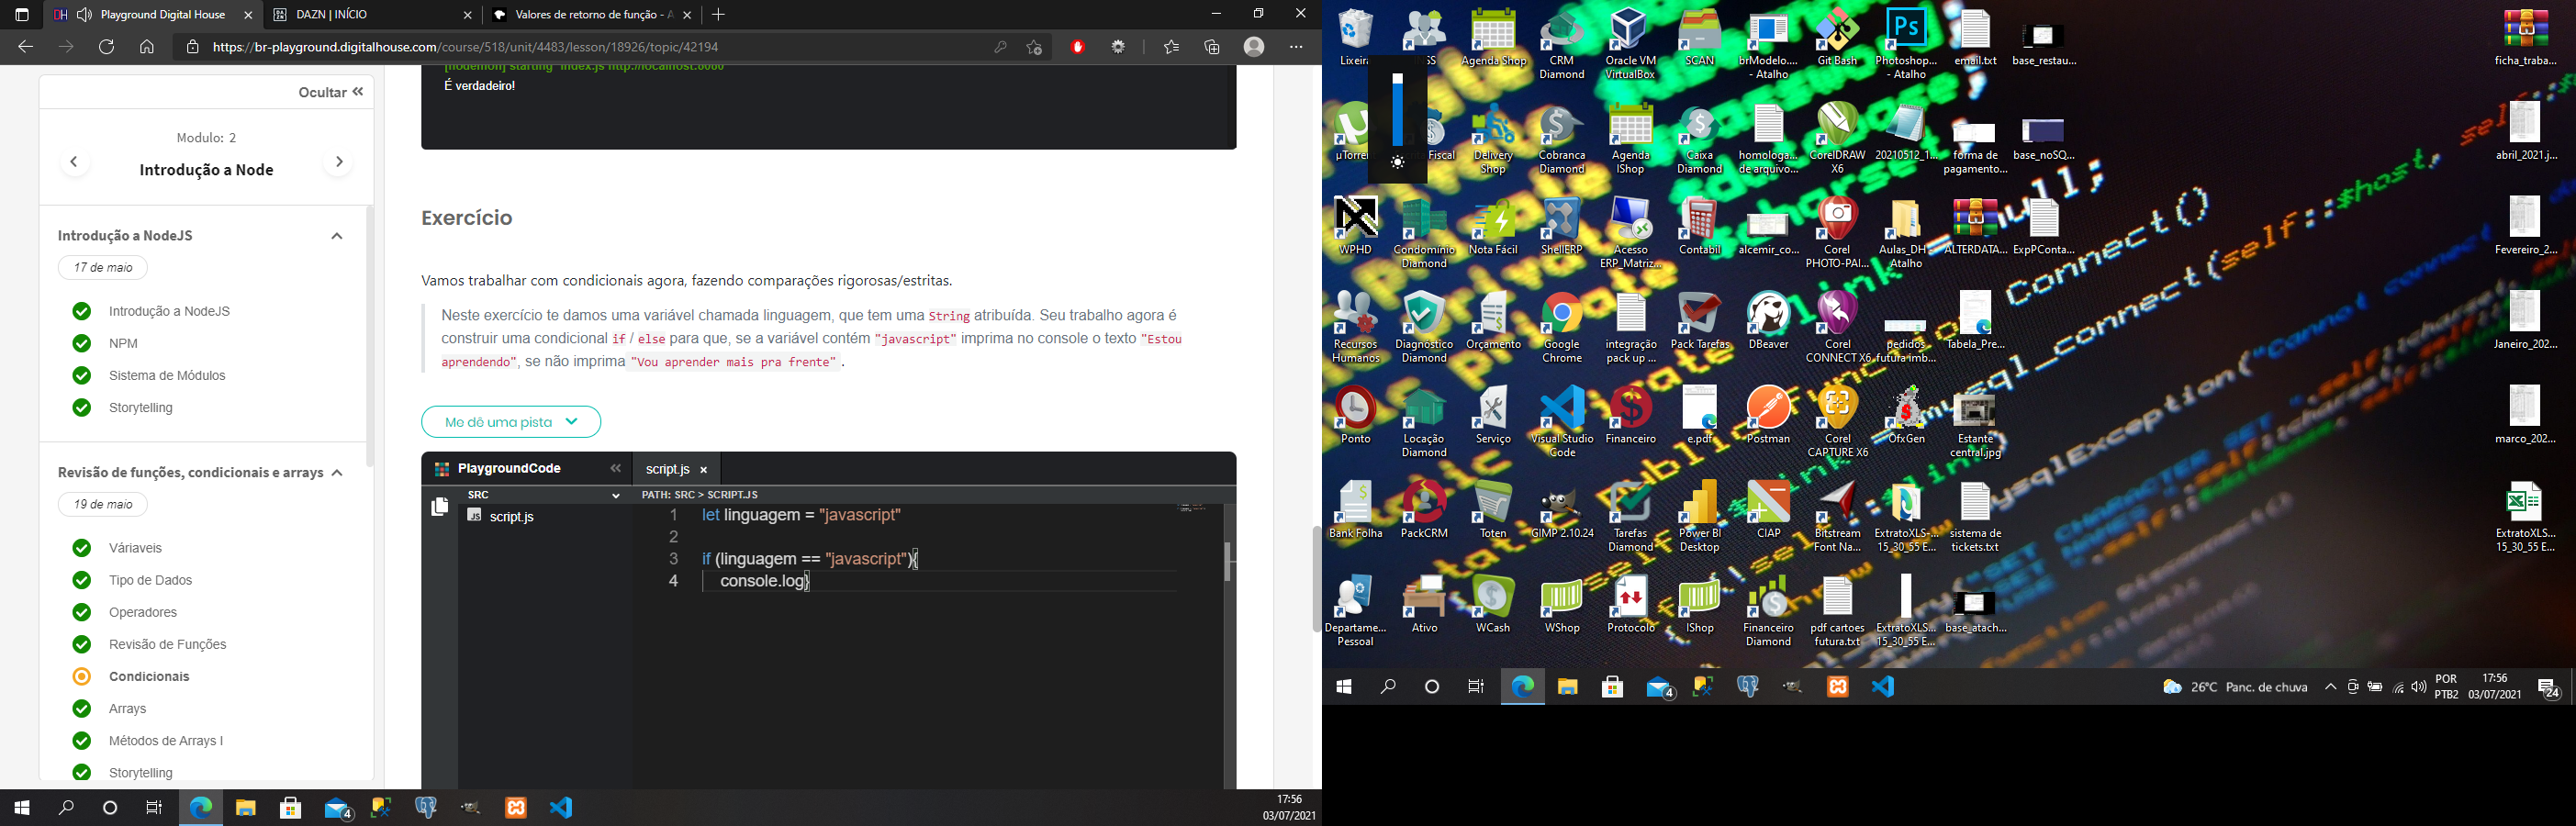 Playground Digital House
DAZN | INÍCIO
Valores de retorno de função - A
https://br-playground.digitalhouse.com/course/518/unit/4483/lesson/18926/topic/42194
Ocultar
Modulo: 2
Introdução a Node
Introdução a NodeJS
17 de maio
Introdução a NodeJS
NPM
Sistema de Módulos
Storytelling
Revisão de funções, condicionais e arrays
19 de maio
Váriaveis
Tipo de Dados
Operadores
Revisão de Funções
Condicionais
Arrays
Métodos de Arrays I
Storytelling
[nodemon] starting `index.js http://localhost:8080`
É verdadeiro!
Exercício
Vamos trabalhar com condicionais agora, fazendo comparações rigorosas/estritas.
Neste exercício te damos uma variável chamada linguagem, que tem uma String atribuída. Seu trabalho agora é
construir uma condicional if / else para que, se a variável contém "javascript" imprima no console o texto "Estou
aprendendo", se não imprima "Vou aprender mais pra frente" .
Me dê uma pista
PlaygroundCode
script.js
SRC
PATH: SRC > SCRIPT.JS
script.js
1 let linguagem = "javascript"
2
3 if (linguagem == "javascript"){
4 console.log}
4
17:56
03/07/2021
Lixeira
Agenda Shop
CRM
Diamond
Oracle VM
VirtualBox
SCAN
brModelo....
- Atalho
Git Bash
Photoshop...
- Atalho
email.txt
base_restau...
ficha_traba...
µTorrent
Fiscal
Delivery
Shop
Cobranca
Diamond
Agenda
IShop
Caixa
Diamond
homologa...
de arquivo...
CorelDRAW
X6
20210512_1...
forma de
pagamento...
base_noSQ...
abril_2021.j...
WPHD
Condominio
Diamond
Nota Fácil
ShellERP
Acesso
ERP_Matriz...
Contabil
alcemir_co...
Corel
PHOTO-PAI...
Aulas_DH -
Atalho
ALTERDATA...
ExpPConta...
Fevereiro_2...
Recursos
Humanos
Diagnostico
Diamond
Orçamento
Google
Chrome
integração
pack up ...
Pack Tarefas
DBeaver
Corel
CONNECT X6
pedidos
futura-imb...
Tabela_Pre...
Janeiro_202...
Ponto
Locação
Diamond
Serviço
Visual Studio
Code
Financeiro
e.pdf
Postman
Corel
CAPTURE X6
OfxGen
Estante
central.jpg
marco_202...
Bank Folha
PackCRM
Toten
GIMP 2.10.24
Tarefas
Diamond
Power BI
Desktop
CIAP
Bitstream
Font Na...
ExtratoXLS-...
15_30_55 E...
sistema de
tickets.txt
ExtratoXLS...
15_30_55 E...
Departame...
Pessoal
Ativo
WCash
WShop
Protocolo
IShop
Financeiro
Diamond
pdf cartoes
futura.txt
ExtratoXLS...
15_30_55 E...
base_atach...
null;
Connect()
mysql_connect(self::$host, self::
mysqlException("Cannot connect
4
26°C Panc. de chuva
POR
PTB2
17:56
03/07/2021
24